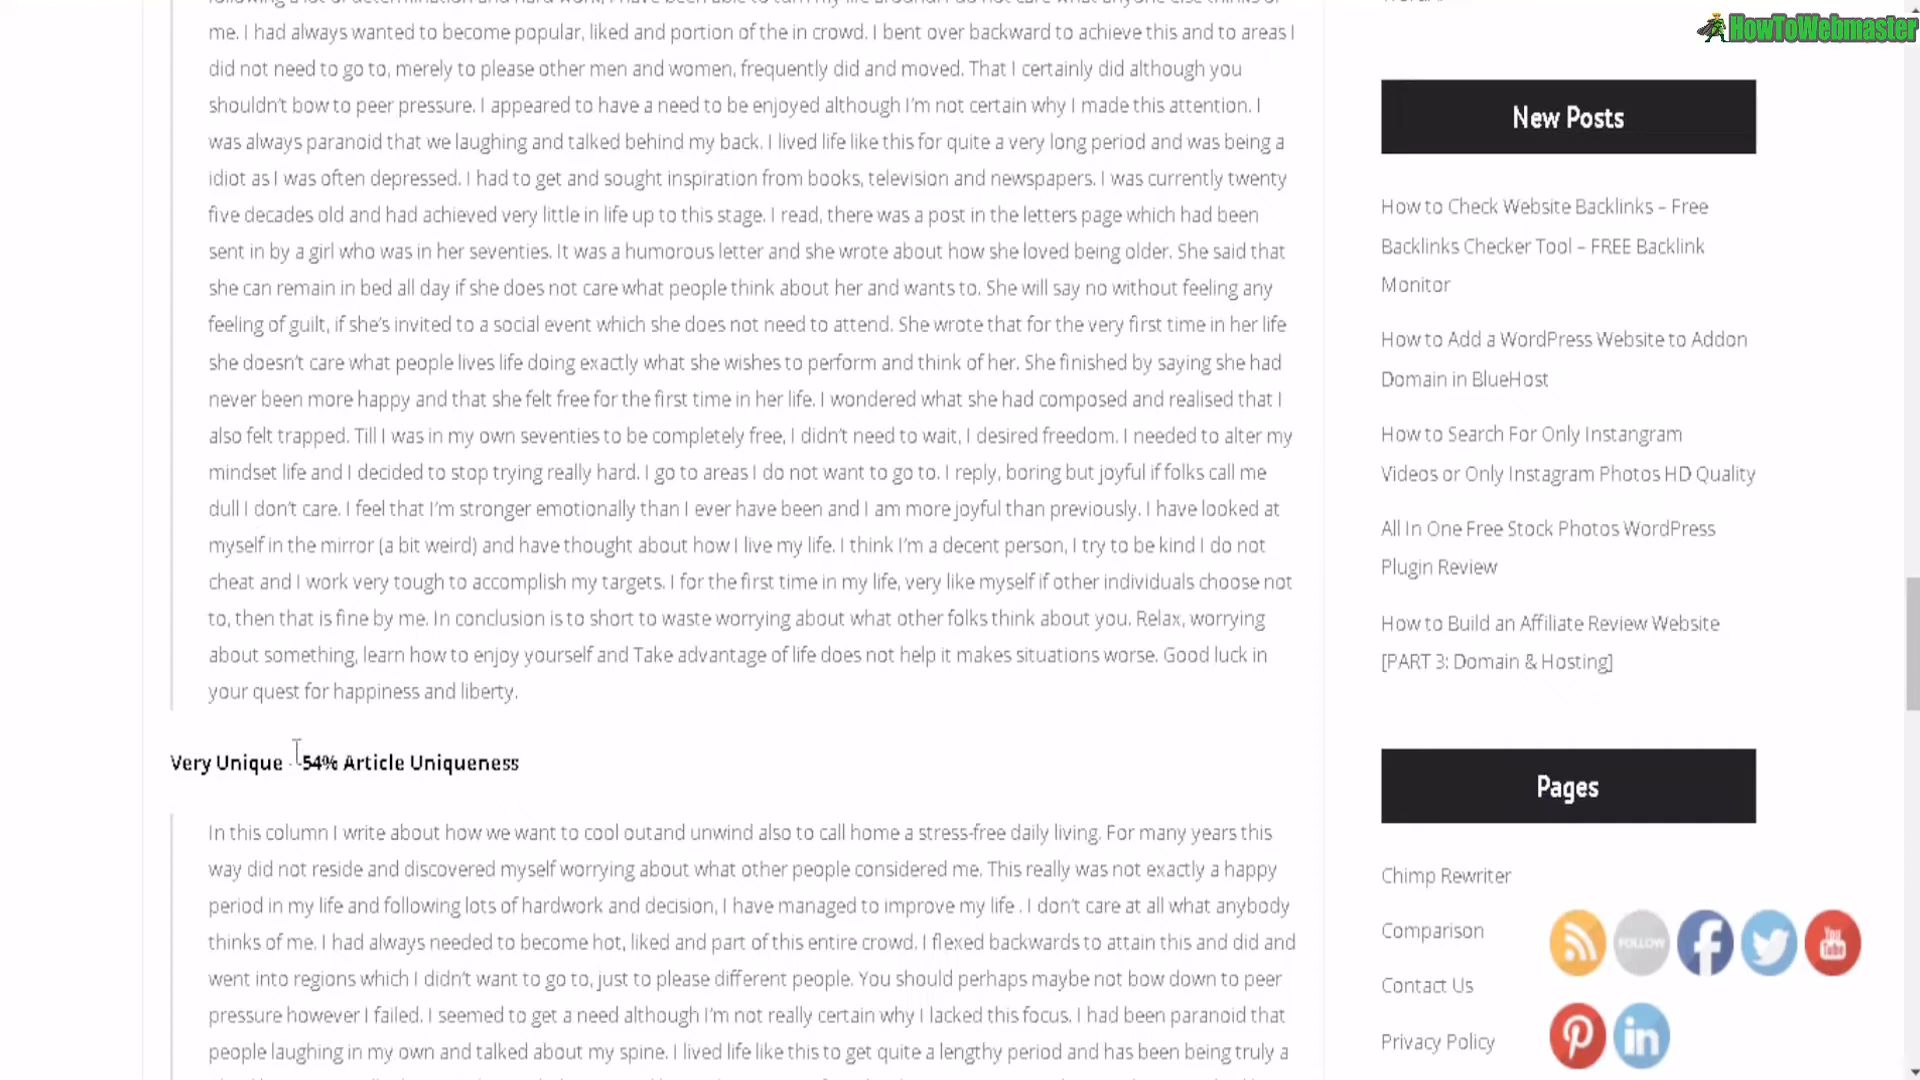 me. I had always wanted to become popular, liked and portion of the in crowd. I bent over backward to achieve this and to areas I
did not need to go to, merely to please other men and women, frequently did and moved. That I certainly did although you
shouldn't bow to peer pressure. I appeared to have a need to be enjoyed although I'm not certain why I made this attention. I
was always paranoid that we laughing and talked behind my back. I lived life like this for quite a very long period and was being a
idiot as I was often depressed. I had to get and sought inspiration from books, television and newspapers. I was currently twenty
five decades old and had achieved very little in life up to this stage. I read, there was a post in the letters page which had been
sent in by a girl who was in her seventies. It was a humorous letter and she wrote about how she loved being older. She said that
she can remain in bed all day if she does not care what people think about her and wants to. She will say no without feeling any
feeling of guilt, if she's invited to a social event which she does not need to attend. She wrote that for the very first time in her life
she doesn't care what people lives life doing exactly what she wishes to perform and think of her. She finished by saying she had
never been more happy and that she felt free for the first time in her life. I wondered what she had composed and realised that I
also felt trapped. Till I was in my own seventies to be completely free, I didn't need to wait, I desired freedom. I needed to alter my
mindset life and I decided to stop trying really hard. I go to areas I do not want to go to. I reply, boring but joyful if folks call me
dull I don't care. I feel that I'm stronger emotionally than I ever have been and I am more joyful than previously. I have looked at
myself in the mirror (a bit weird) and have thought about how I live my life. I think I'm a decent person, I try to be kind I do not
cheat and I work very tough to accomplish my targets. I for the first time in my life, very like myself if other individuals choose not
to, then that is fine by me. In conclusion is to short to waste worrying about what other folks think about you. Relax, worrying
about something, learn how to enjoy yourself and Take advantage of life does not help it makes situations worse. Good luck in
your quest for happiness and liberty.
Very Unique - -54% Article Uniqueness
In this column I write about how we want to cool outand unwind also to call home a stress-free daily living. For many years this
way did not reside and discovered myself worrying about what other people considered me. This really was not exactly a happy
period in my life and following lots of hardwork and decision, I have managed to improve my life . I don't care at all what anybody
thinks of me. I had always needed to become hot, liked and part of this entire crowd. I flexed backwards to attain this and did and
went into regions which I didn't want to go to, just to please different people. You should perhaps maybe not bow down to peer
pressure however I failed. I seemed to get a need although I'm not really certain why I lacked this focus. I had been paranoid that
people laughing in my own and talked about my spine. I lived life like this to get quite a lengthy period and has been being truly a
HowToWebmaster
New Posts
How to Check Website Backlinks – Free
Backlinks Checker Tool – FREE Backlink
Monitor
How to Add a WordPress Website to Addon
Domain in BlueHost
How to Search For Only Instangram
Videos or Only Instagram Photos HD Quality
All In One Free Stock Photos WordPress
Plugin Review
How to Build an Affiliate Review Website
[PART 3: Domain & Hosting]
Pages
Chimp Rewriter
Comparison
Contact Us
Privacy Policy
FOLLOW
You
Tube
in